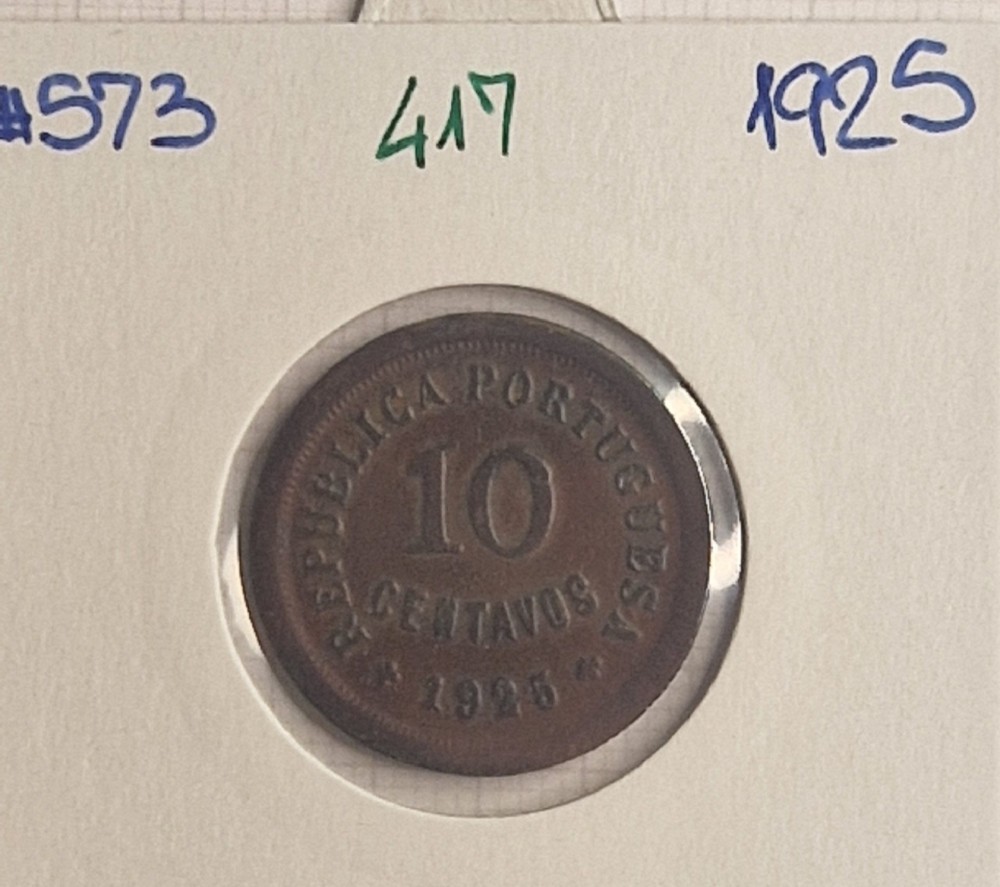 #573 417 1925
REPUBLICA PORTUGUESA
10
CENTAVOS
* 1925 *